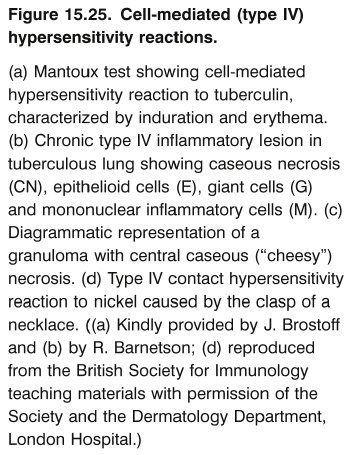 Figure 15.25. Cell-mediated (type IV)
hypersensitivity reactions.
(a) Mantoux test showing cell-mediated
hypersensitivity reaction to tuberculin,
characterized by induration and erythema.
(b) Chronic type IV inflammatory lesion in
tuberculous lung showing caseous necrosis
(CN), epithelioid cells (E), giant cells (G)
and mononuclear inflammatory cells (M). (c)
Diagrammatic representation of a
granuloma with central caseous (“cheesy”)
necrosis. (d) Type IV contact hypersensitivity
reaction to nickel caused by the clasp of a
necklace. ((a) Kindly provided by J. Brostoff
and (b) by R. Barnetson; (d) reproduced
from the British Society for Immunology
teaching materials with permission of the
Society and the Dermatology Department,
London Hospital.)